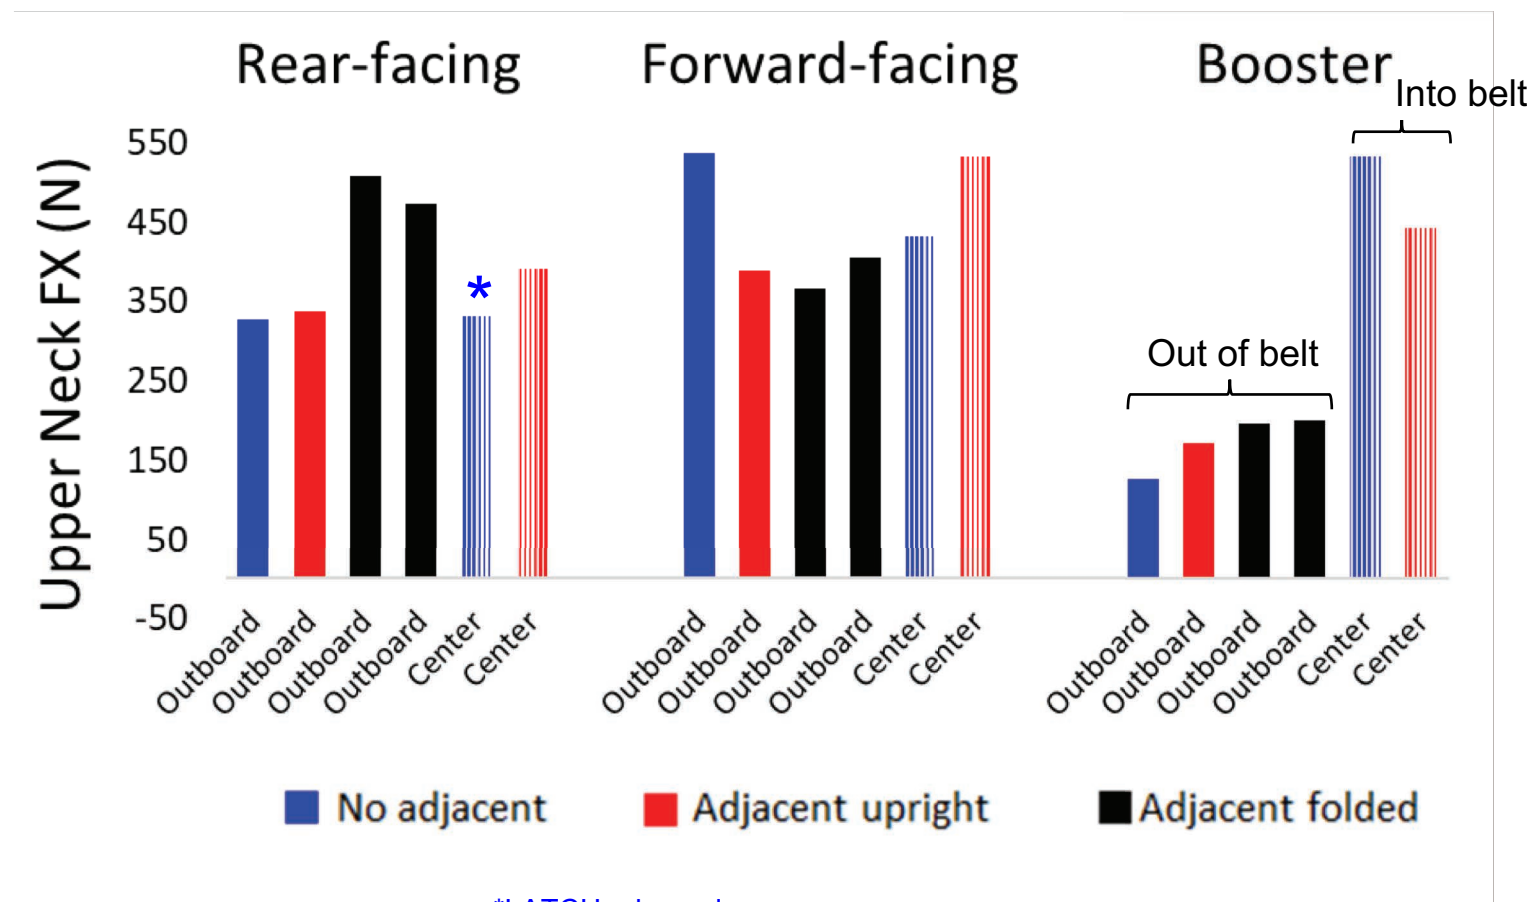 Rear-facing
Forward-facing
Booster
Into belt
Upper Neck FX (N)
550
450
350
250
150
50
-50
*
Out of belt
Outboard
Outboard
Outboard
Outboard
Center
Center
Outboard
Outboard
Outboard
Outboard
Center
Center
Outboard
Outboard
Outboard
Outboard
Center
Center
No adjacent
Adjacent upright
Adjacent folded
*LATCH